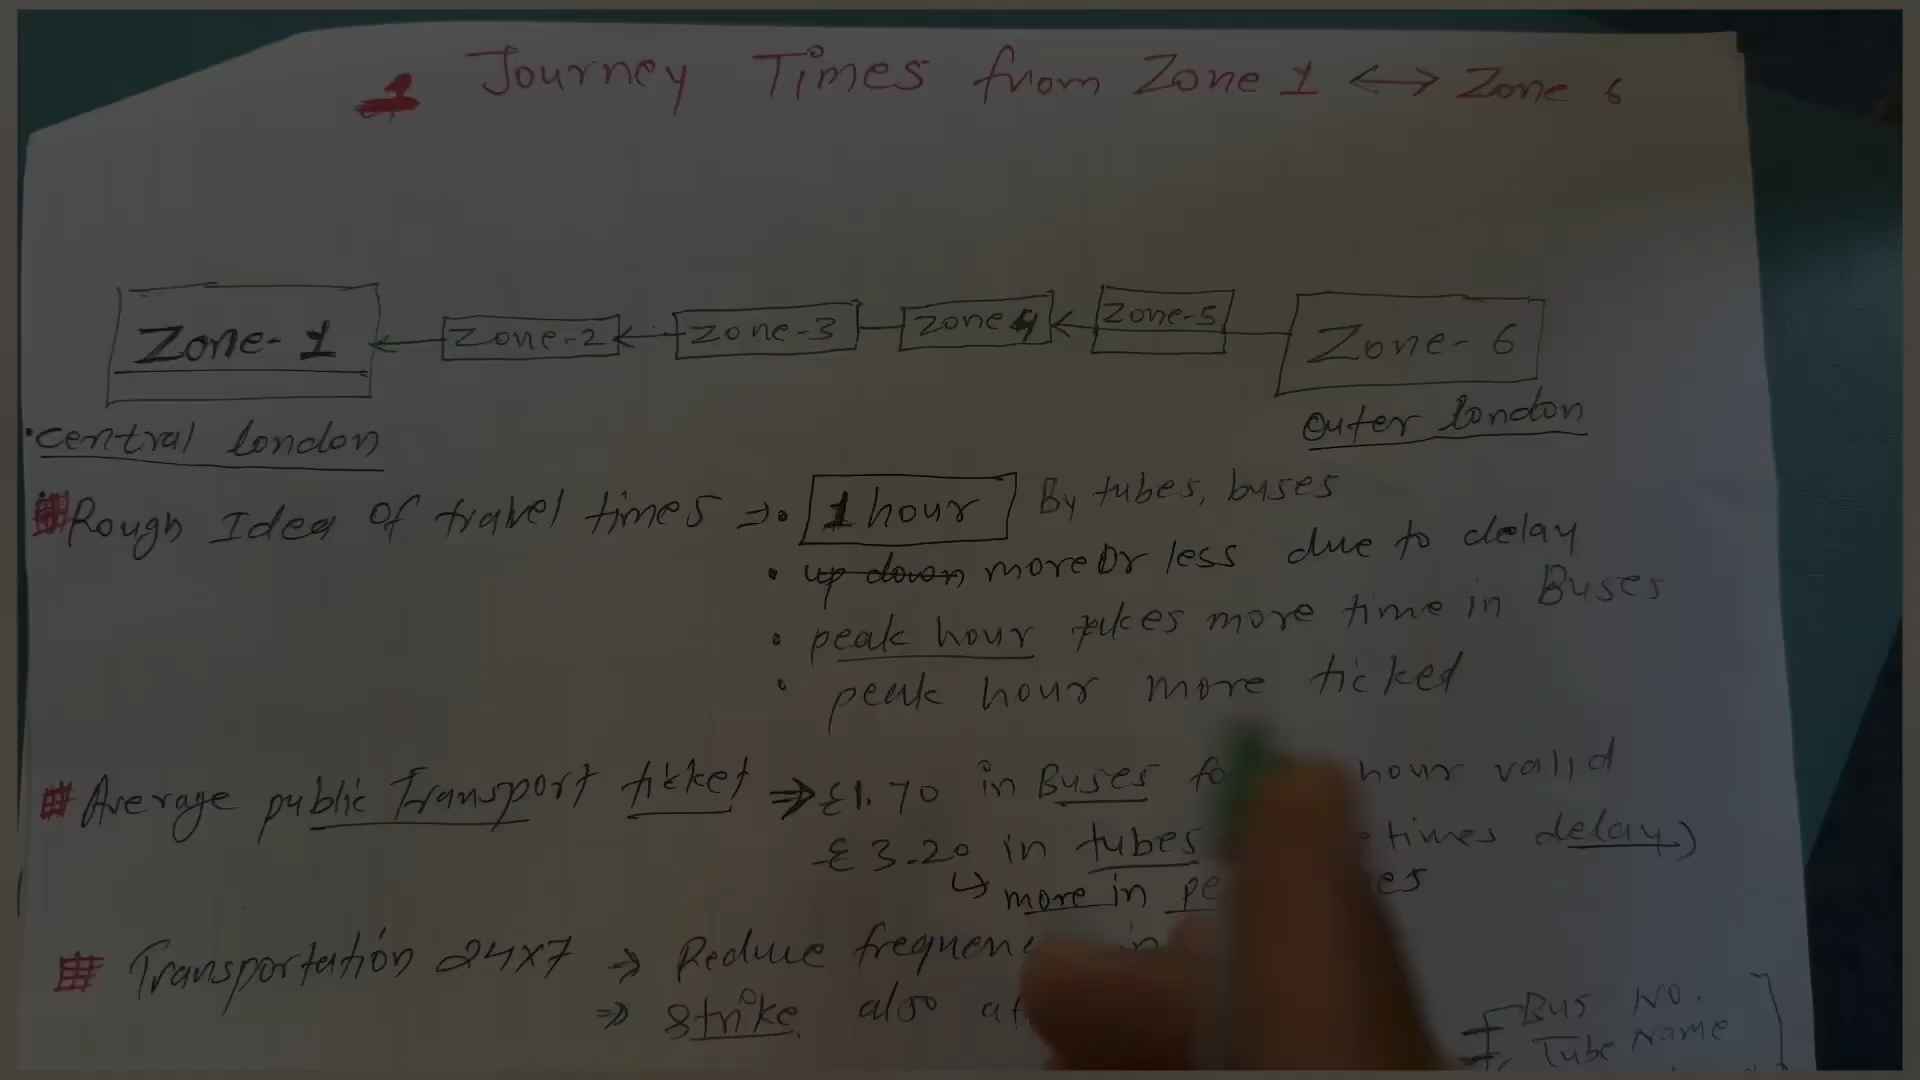 1 Journey Times from Zone 1 ↔ Zone 6
Zone-1 Zone-2 Zone-3 Zone 4 Zone-5 Zone-6
central london
outer london
# Rough Idea of travel times ⇒ • 1 hour By tubes, buses
• up down more or less due to delay
• peak hour takes more time in Buses
• peak hour more ticket
# Average public Transport ticket ⇒ £1.70 in Buses hour valid
£3.20 in tubes times delay)
↳ more in
# Transportation 24x7 → Reduce in
⇒ strike also
Bus No.
Tube Name